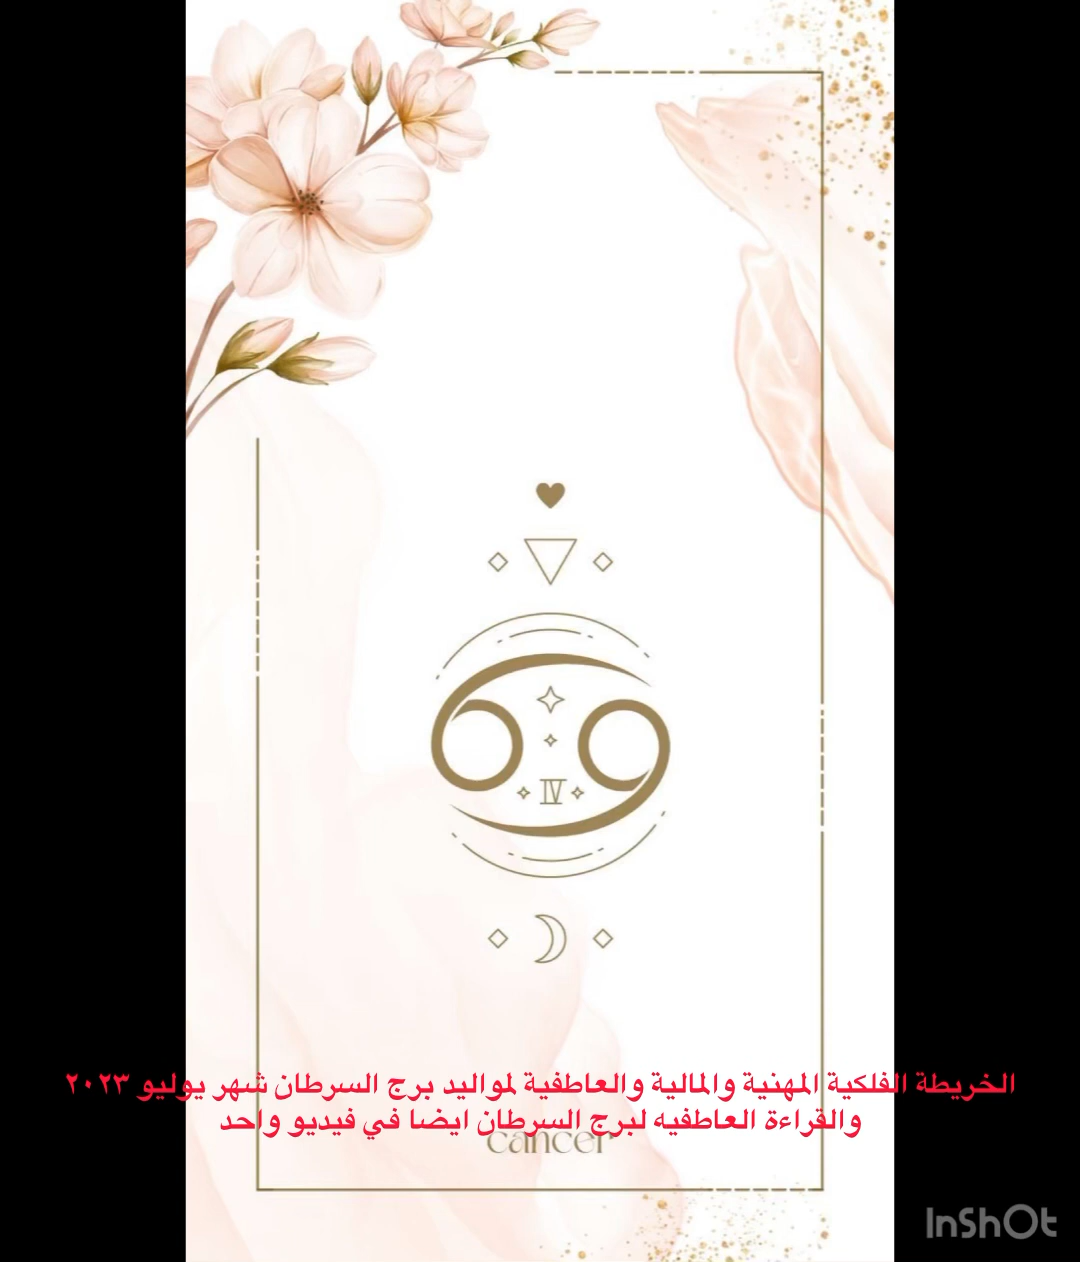 IV
الخريطة الفلكية المهنية والمالية والعاطفية لمواليد برج السرطان شهر يوليو ٢٠٢٣
والقراءة العاطفيه لبرج السرطان ايضا في فيديو واحد
cancer
InShOt